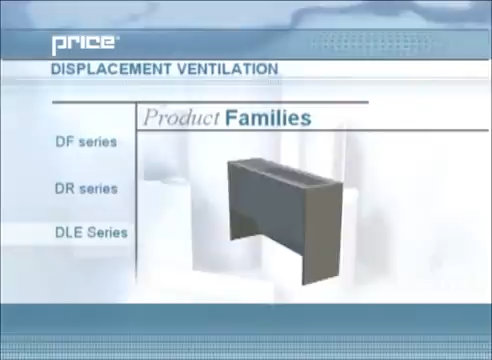 price
DISPLACEMENT VENTILATION
Product Families
DF series
DR series
DLE Series